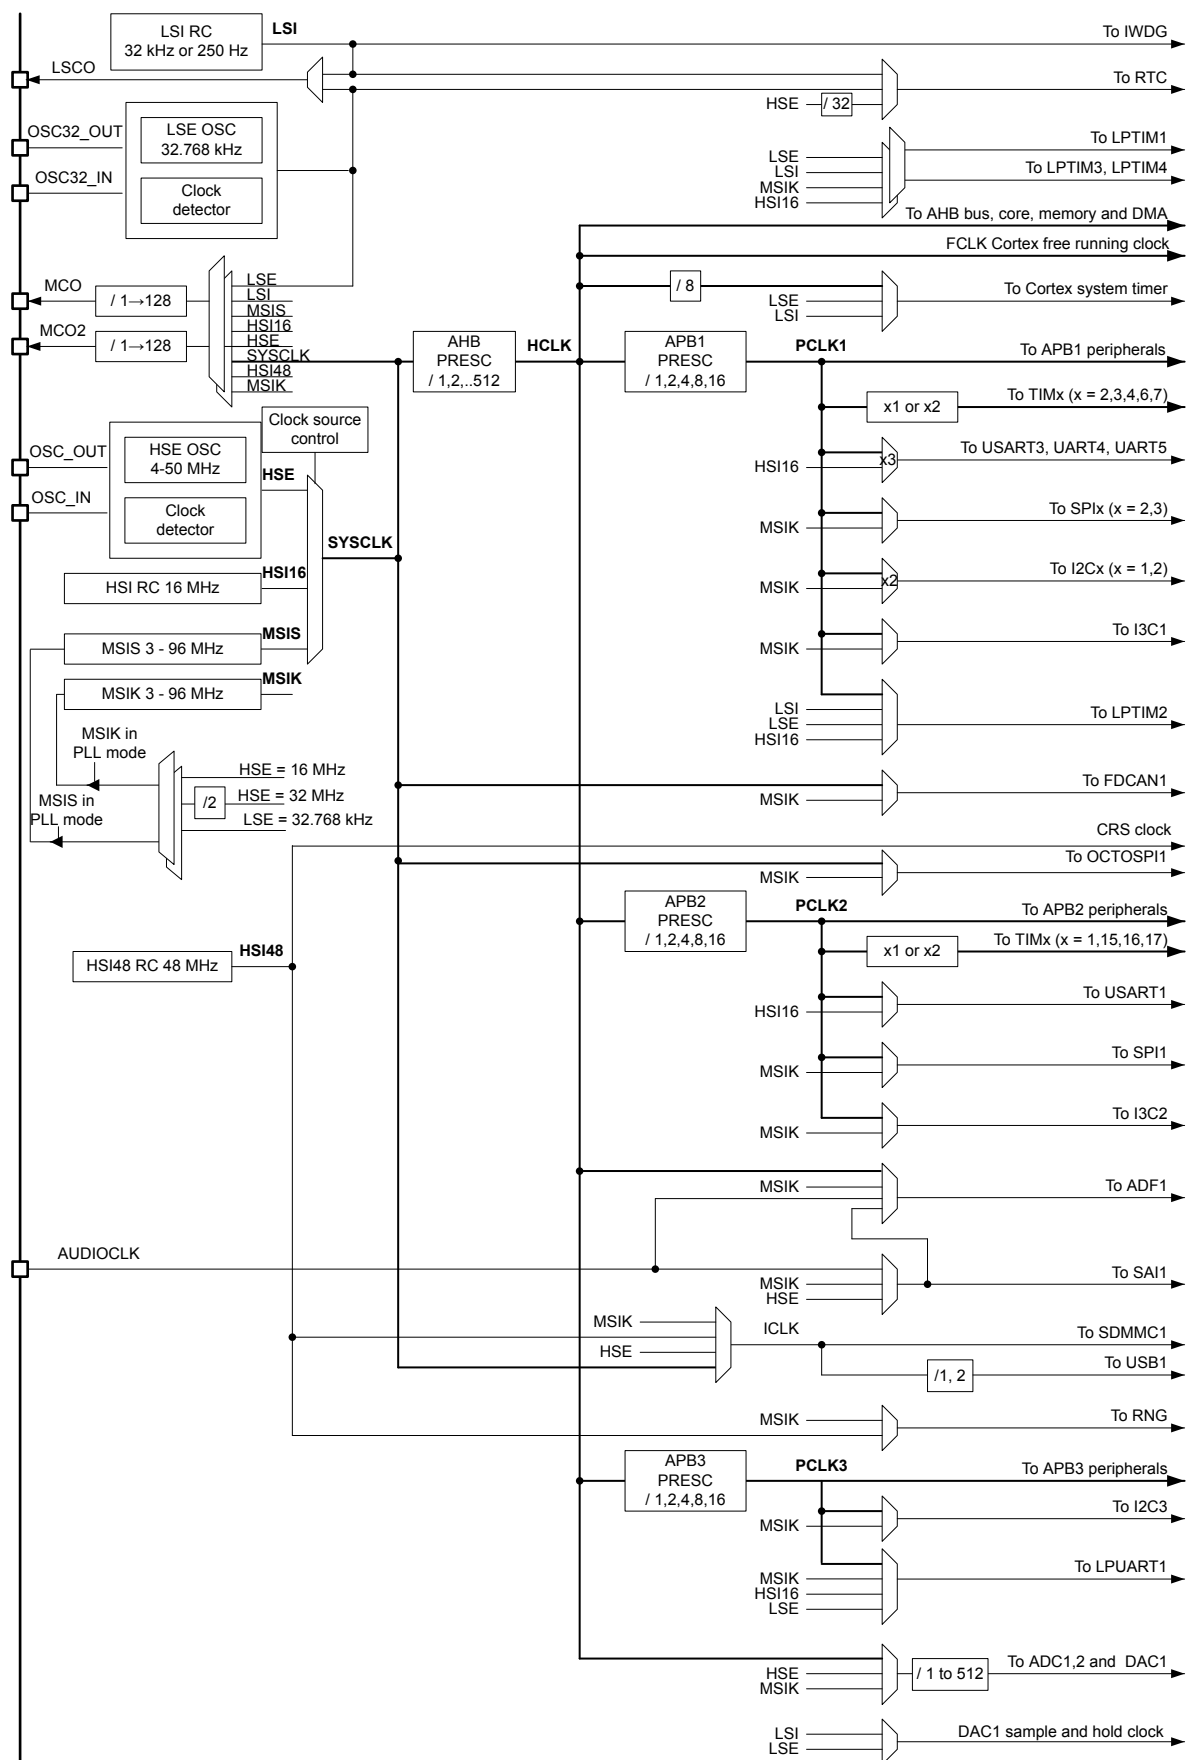 LSI RC
32 kHz or 250 Hz
LSI
To IWDG
LSCO
To RTC
HSE
/ 32
OSC32_OUT
LSE OSC
32.768 kHz
OSC32_IN
Clock
detector
LSE
LSI
MSIK
HSI16
To LPTIM1
To LPTIM3, LPTIM4
To AHB bus, core, memory and DMA
FCLK Cortex free running clock
/ 8
LSE
LSI
To Cortex system timer
MCO
/ 1→128
MCO2
/ 1→128
LSE
LSI
MSIS
HSI16
HSE
SYSCLK
HSI48
MSIK
AHB
PRESC
/ 1,2,..512
HCLK
APB1
PRESC
/ 1,2,4,8,16
PCLK1
To APB1 peripherals
x1 or x2
To TIMx (x = 2,3,4,6,7)
Clock source
control
OSC_OUT
HSE OSC
4-50 MHz
HSE
OSC_IN
Clock
detector
HSI16
x3
To USART3, UART4, UART5
MSIK
To SPIx (x = 2,3)
SYSCLK
HSI RC 16 MHz
HSI16
MSIK
x2
To I2Cx (x = 1,2)
MSIS 3 - 96 MHz
MSIS
MSIK
To I3C1
MSIK 3 - 96 MHz
MSIK
LSI
LSE
HSI16
To LPTIM2
MSIK in
PLL mode
MSIS in
PLL mode
HSE = 16 MHz
/2
HSE = 32 MHz
LSE = 32.768 kHz
MSIK
To FDCAN1
CRS clock
MSIK
To OCTOSPI1
APB2
PRESC
/ 1,2,4,8,16
PCLK2
To APB2 peripherals
x1 or x2
To TIMx (x = 1,15,16,17)
HSI48 RC 48 MHz
HSI48
HSI16
To USART1
MSIK
To SPI1
MSIK
To I3C2
MSIK
To ADF1
AUDIOCLK
MSIK
HSE
To SAI1
MSIK
HSE
ICLK
To SDMMC1
/1, 2
To USB1
MSIK
To RNG
APB3
PRESC
/ 1,2,4,8,16
PCLK3
To APB3 peripherals
MSIK
To I2C3
MSIK
HSI16
LSE
To LPUART1
HSE
MSIK
/ 1 to 512
To ADC1,2 and DAC1
LSI
LSE
DAC1 sample and hold clock